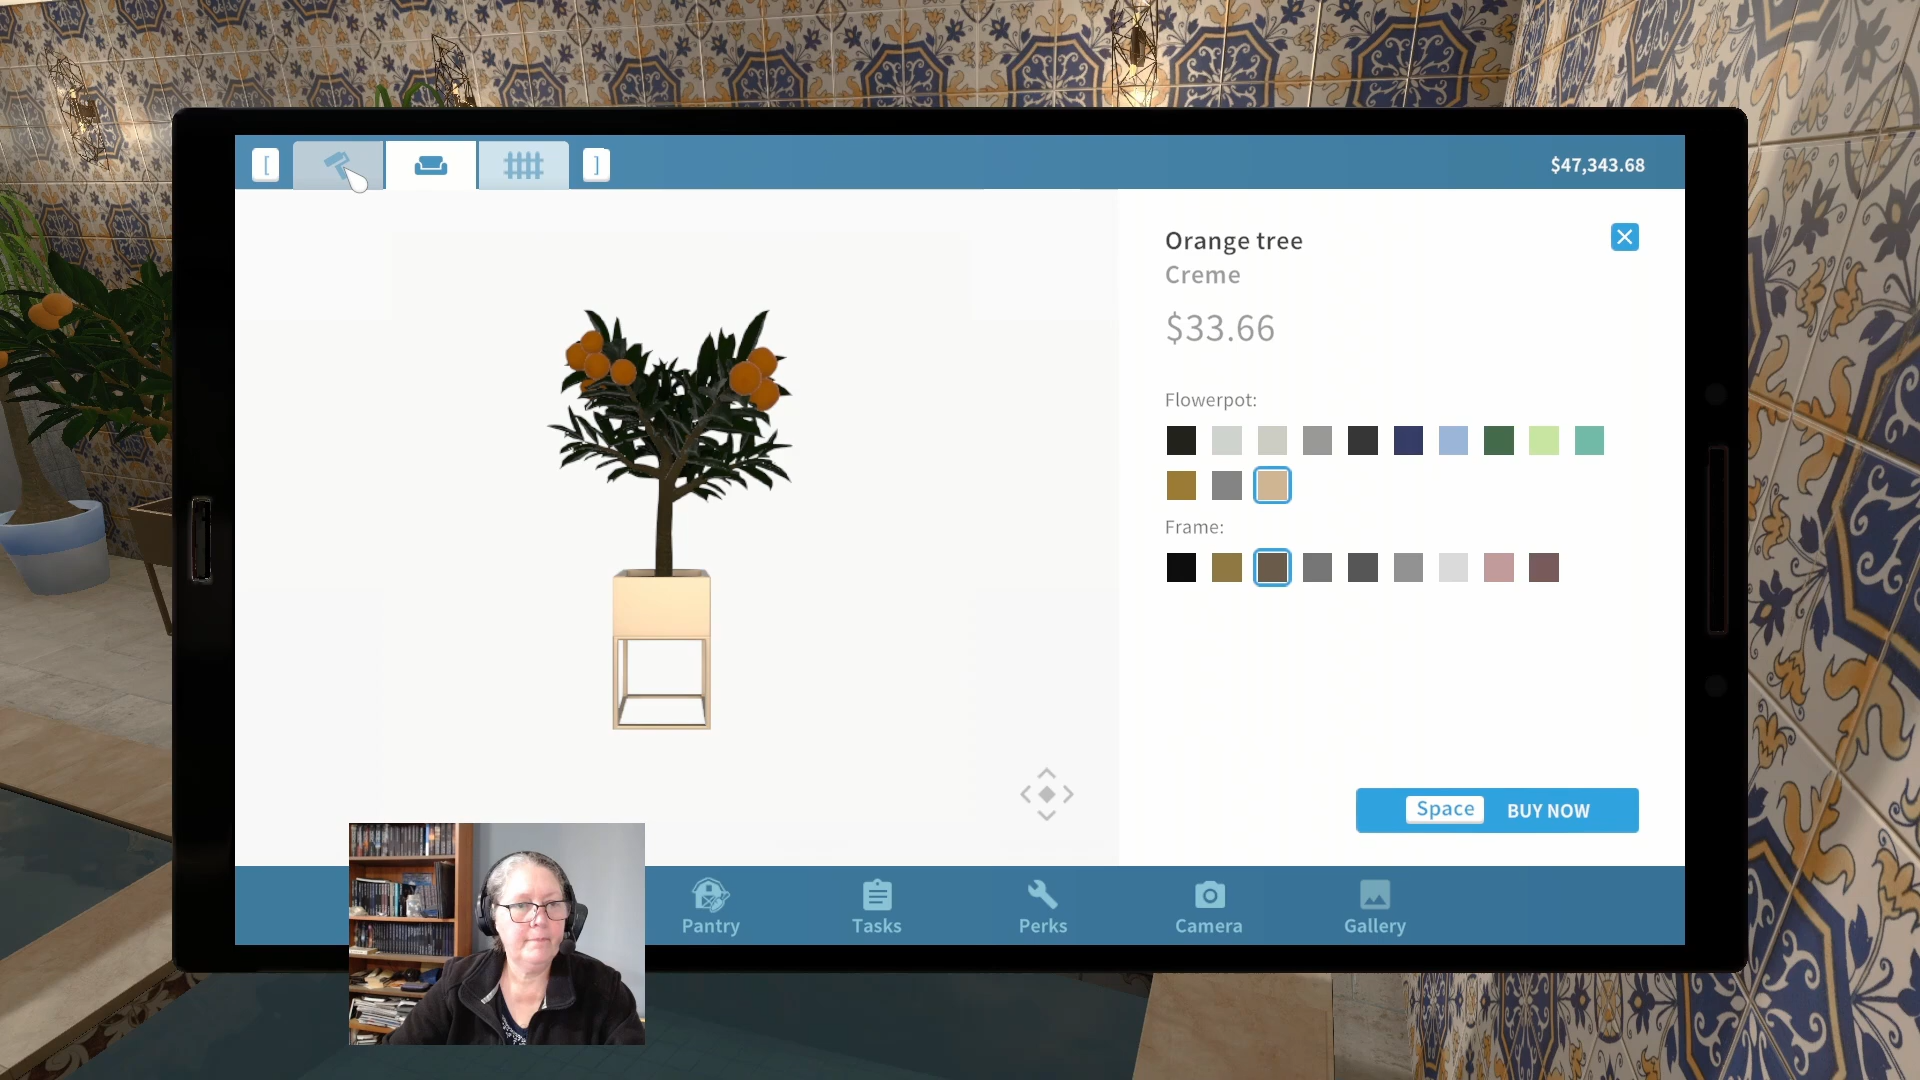 [
]
$47,343.68
Orange tree
Creme
$33.66
Flowerpot:
Frame:
Space BUY NOW
Pantry
Tasks
Perks
Camera
Gallery